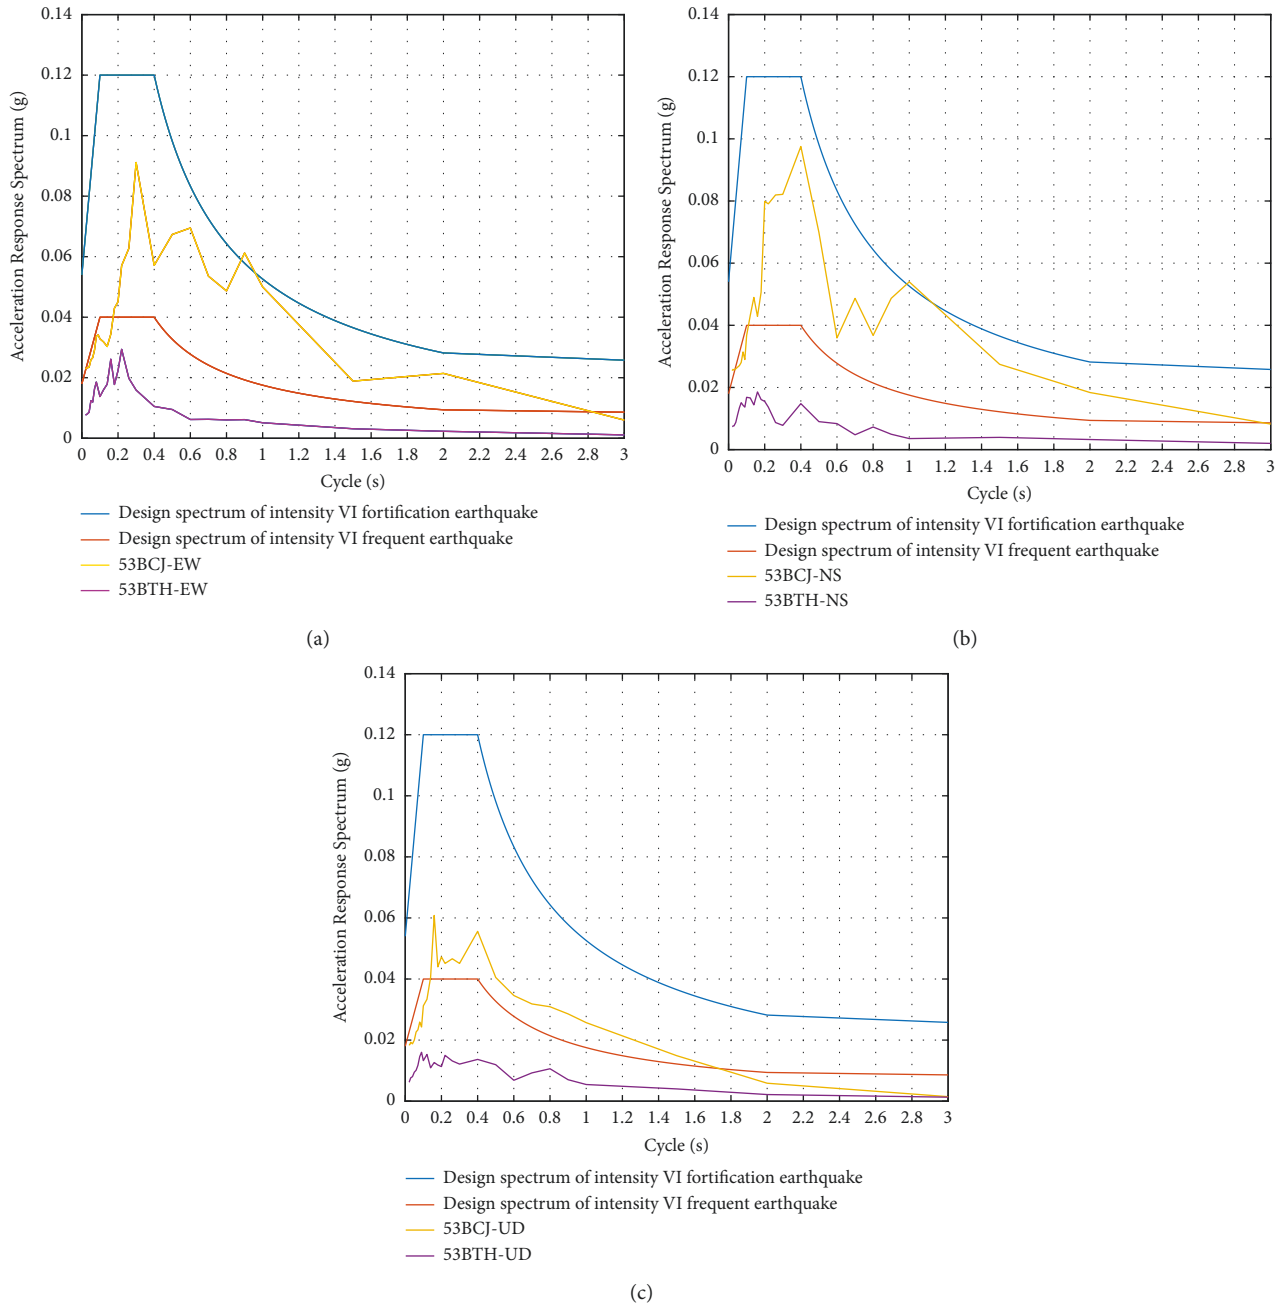 0.14
0.12
0.1
0.08
0.06
0.04
0.02
0
Acceleration Response Spectrum (g)
0 0.2 0.4 0.6 0.8 1 1.2 1.4 1.6 1.8 2 2.2 2.4 2.6 2.8 3
Cycle (s)
Design spectrum of intensity VI fortification earthquake
Design spectrum of intensity VI frequent earthquake
53BCJ-EW
53BTH-EW
(a)
0.14
0.12
0.1
0.08
0.06
0.04
0.02
0
Acceleration Response Spectrum (g)
0 0.2 0.4 0.6 0.8 1 1.2 1.4 1.6 1.8 2 2.2 2.4 2.6 2.8 3
Cycle (s)
Design spectrum of intensity VI fortification earthquake
Design spectrum of intensity VI frequent earthquake
53BCJ-NS
53BTH-NS
(b)
0.14
0.12
0.1
0.08
0.06
0.04
0.02
0
Acceleration Response Spectrum (g)
0 0.2 0.4 0.6 0.8 1 1.2 1.4 1.6 1.8 2 2.2 2.4 2.6 2.8 3
Cycle (s)
Design spectrum of intensity VI fortification earthquake
Design spectrum of intensity VI frequent earthquake
53BCJ-UD
53BTH-UD
(c)